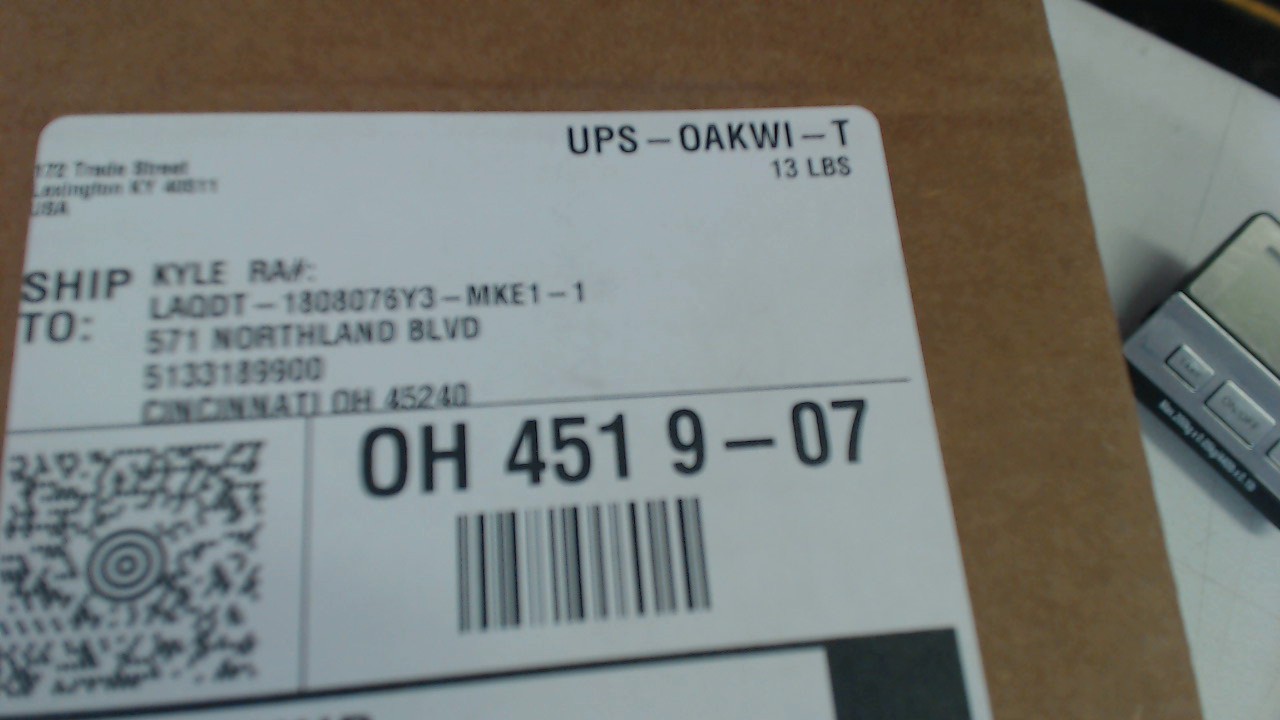 UPS-OAKWI-T
13 LBS
172 Trade Street
Lexington KY 40511
USA
SHIP TO:
KYLE RA#:
LAQDT-1808076Y3-MKE1-1
571 NORTHLAND BLVD
5133189900
CINCINNATI OH 45240
OH 451 9-07